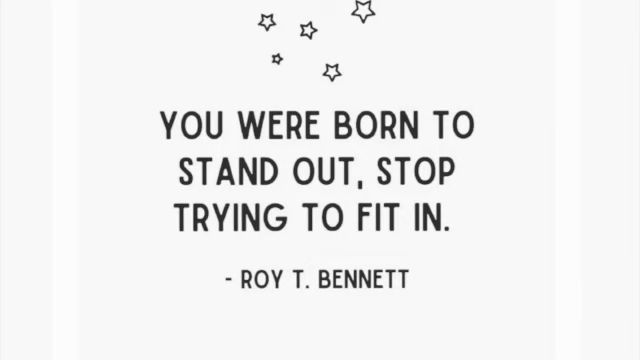 YOU WERE BORN TO
STAND OUT, STOP
TRYING TO FIT IN.
- ROY T. BENNETT